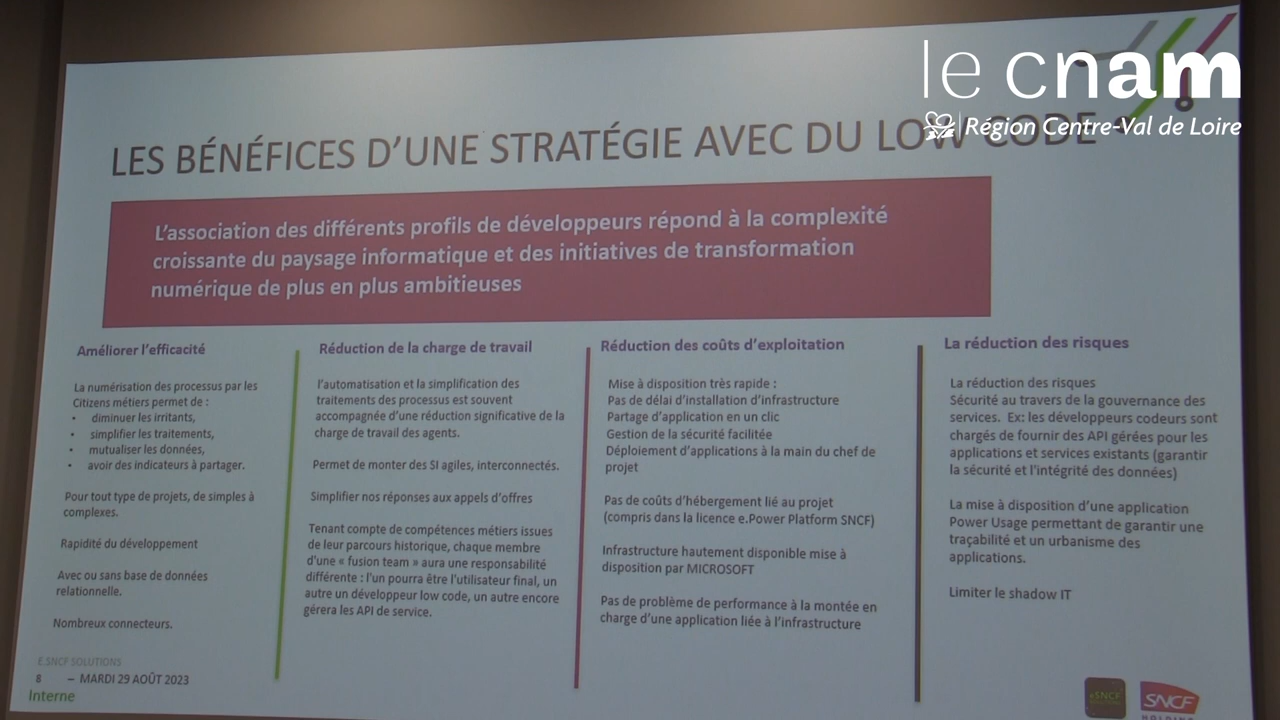 le cnam
Région Centre-Val de Loire
LES BÉNÉFICES D'UNE STRATÉGIE AVEC DU LOW CODE
L'association des différents profils de développeurs répond à la complexité
croissante du paysage informatique et des initiatives de transformation
numérique de plus en plus ambitieuses
Améliorer l'efficacité
La numérisation des processus par les
Citizens métiers permet de :
• diminuer les irritants,
• simplifier les traitements,
• mutualiser les données,
• avoir des indicateurs à partager.
Pour tout type de projets, de simples à
complexes.
Rapidité du développement
Avec ou sans base de données
relationnelle.
Nombreux connecteurs.
Réduction de la charge de travail
l'automatisation et la simplification des
traitements des processus est souvent
accompagnée d'une réduction significative de la
charge de travail des agents.
Permet de monter des SI agiles, interconnectés.
Simplifier nos réponses aux appels d'offres
Tenant compte de compétences métiers issues
de leur parcours historique, chaque membre
d'une « fusion team » aura une responsabilité
différente : l'un pourra être l'utilisateur final, un
autre un développeur low code, un autre encore
gérera les API de service.
Réduction des coûts d'exploitation
Mise à disposition très rapide :
Pas de délai d'installation d'infrastructure
Partage d'application en un clic
Gestion de la sécurité facilitée
Déploiement d'applications à la main du chef de
projet
Pas de coûts d'hébergement lié au projet
(compris dans la licence e.Power Platform SNCF)
Infrastructure hautement disponible mise à
disposition par MICROSOFT
Pas de problème de performance à la montée en
charge d'une application liée à l'infrastructure
La réduction des risques
La réduction des risques
Sécurité au travers de la gouvernance des
services. Ex: les développeurs codeurs sont
chargés de fournir des API gérées pour les
applications et services existants (garantir
la sécurité et l'intégrité des données)
La mise à disposition d'une application
Power Usage permettant de garantir une
traçabilité et un urbanisme des
applications.
Limiter le shadow IT
E.SNCF SOLUTIONS
8 – MARDI 29 AOÛT 2023
Interne
eSNCF
SNCF